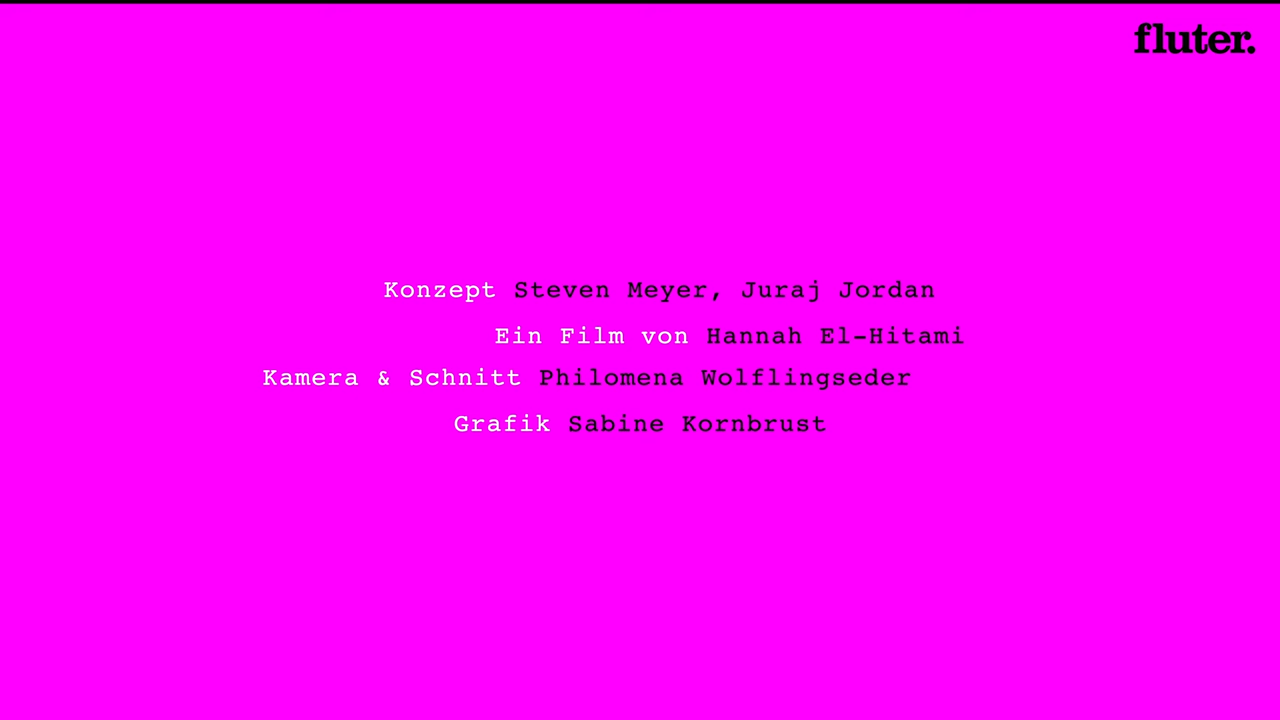 fluter.
Konzept Steven Meyer, Juraj Jordan
Ein Film von Hannah El-Hitami
Kamera & Schnitt Philomena Wolflingseder
Grafik Sabine Kornbrust